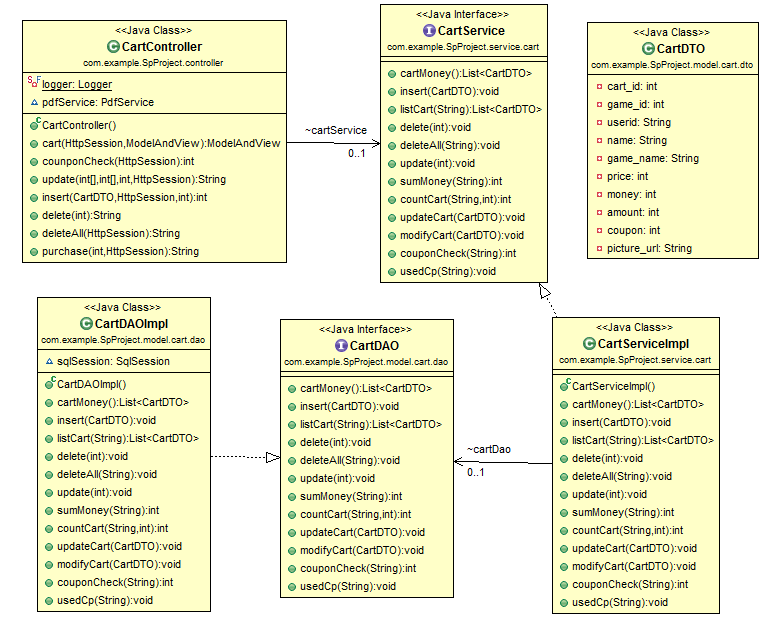 <<Java Class>>
CartController
com.example.SpProject.controller
logger: Logger
pdfService: PdfService
CartController()
cart(HttpSession,ModelAndView):ModelAndView
counponCheck(HttpSession):int
update(int[],int[],int,HttpSession):String
insert(CartDTO,HttpSession,int):int
delete(int):String
deleteAll(HttpSession):String
purchase(int,HttpSession):String
~cartService
0..1
<<Java Interface>>
CartService
com.example.SpProject.service.cart
cartMoney():List<CartDTO>
insert(CartDTO):void
listCart(String):List<CartDTO>
delete(int):void
deleteAll(String):void
update(int):void
sumMoney(String):int
countCart(String,int):int
updateCart(CartDTO):void
modifyCart(CartDTO):void
couponCheck(String):int
usedCp(String):void
<<Java Class>>
CartDTO
com.example.SpProject.model.cart.dto
cart_id: int
game_id: int
userid: String
name: String
game_name: String
price: int
money: int
amount: int
coupon: int
picture_url: String
<<Java Class>>
CartDAOImpl
com.example.SpProject.model.cart.dao
sqlSession: SqlSession
CartDAOImpl()
cartMoney():List<CartDTO>
insert(CartDTO):void
listCart(String):List<CartDTO>
delete(int):void
deleteAll(String):void
update(int):void
sumMoney(String):int
countCart(String,int):int
updateCart(CartDTO):void
modifyCart(CartDTO):void
couponCheck(String):int
usedCp(String):void
<<Java Interface>>
CartDAO
com.example.SpProject.model.cart.dao
cartMoney():List<CartDTO>
insert(CartDTO):void
listCart(String):List<CartDTO>
delete(int):void
deleteAll(String):void
update(int):void
sumMoney(String):int
countCart(String,int):int
updateCart(CartDTO):void
modifyCart(CartDTO):void
couponCheck(String):int
usedCp(String):void
~cartDao
0..1
<<Java Class>>
CartServiceImpl
com.example.SpProject.service.cart
CartServiceImpl()
cartMoney():List<CartDTO>
insert(CartDTO):void
listCart(String):List<CartDTO>
delete(int):void
deleteAll(String):void
update(int):void
sumMoney(String):int
countCart(String,int):int
updateCart(CartDTO):void
modifyCart(CartDTO):void
couponCheck(String):int
usedCp(String):void